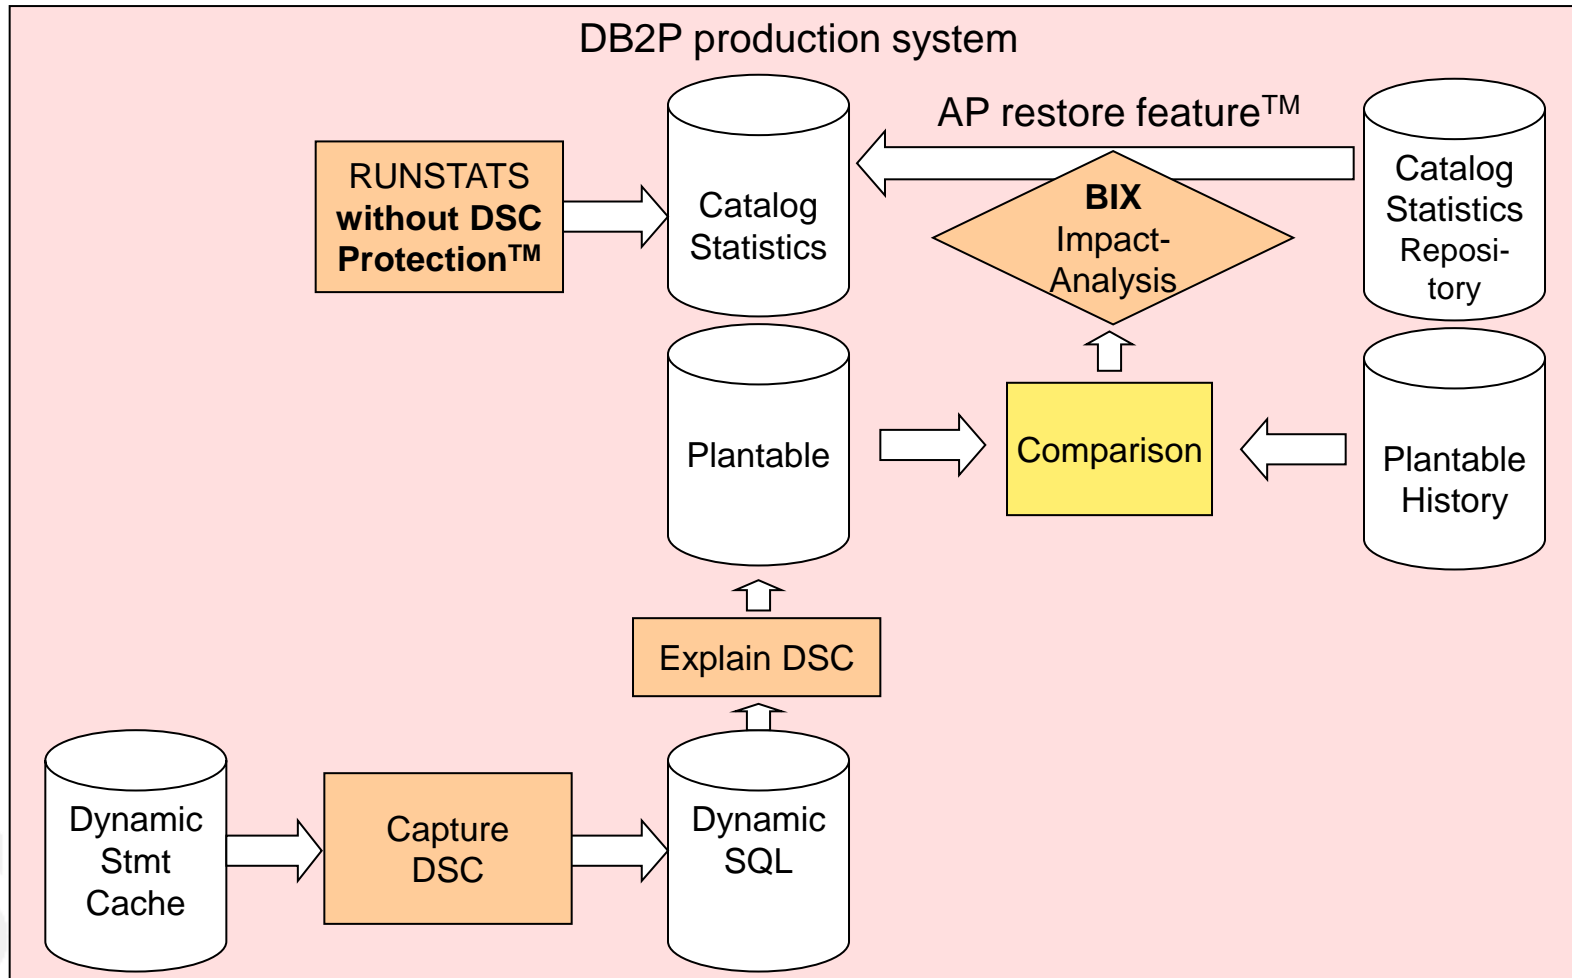 DB2P production system
AP restore feature™
RUNSTATS
without DSC
Protection™
Catalog
Statistics
BIX
Impact-
Analysis
Catalog
Statistics
Reposi-
tory
Plantable
Comparison
Plantable
History
Explain DSC
Dynamic
Stmt
Cache
Capture
DSC
Dynamic
SQL